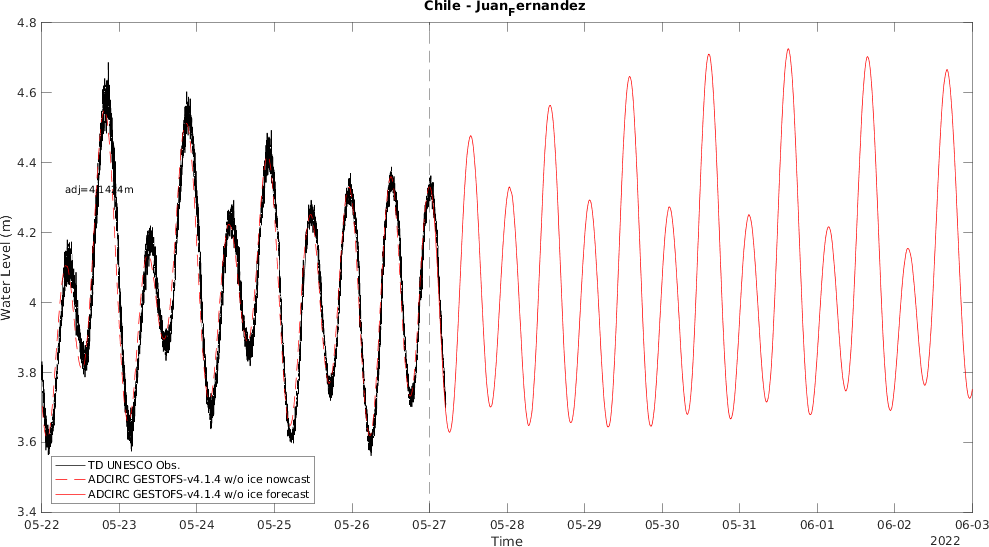 Chile - JuanFernandez
4.8
4.6
4.4
4.2
4
3.8
3.6
3.4
Water Level (m)
adj=4.1424m
TD UNESCO Obs.
ADCIRC GESTOFS-v4.1.4 w/o ice nowcast
ADCIRC GESTOFS-v4.1.4 w/o ice forecast
05-22 05-23 05-24 05-25 05-26 05-27 05-28 05-29 05-30 05-31 06-01 06-02 06-03
Time
2022